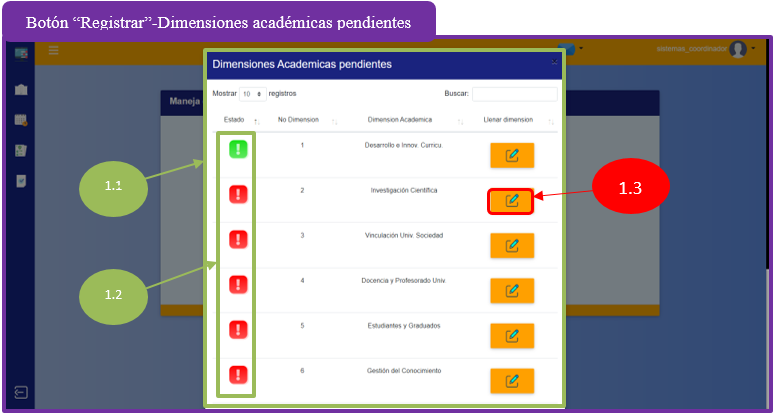 Botón “Registrar”-Dimensiones académicas pendientes
sistemas_coordinador
Maneja
Dimensiones Academicas pendientes
x
Mostrar 10 registros
Buscar:
Estado No Dimension Dimension Academica Llenar dimension
1 Desarrollo e Innov. Curricu.
2 Investigación Científica
3 Vinculación Univ. Sociedad
4 Docencia y Profesorado Univ.
5 Estudiantes y Graduados
6 Gestión del Conocimiento
1.1
1.2
1.3